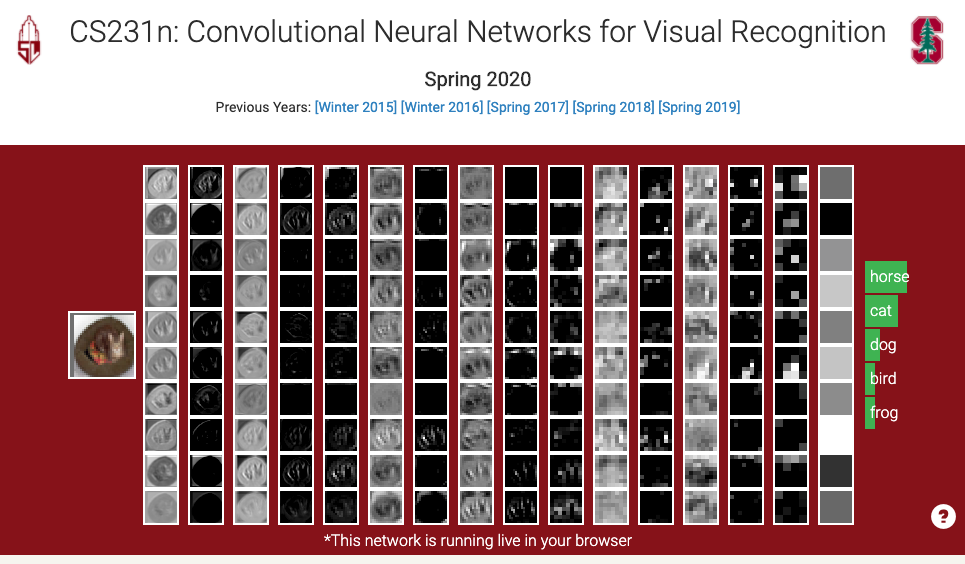 CS231n: Convolutional Neural Networks for Visual Recognition
Spring 2020
Previous Years: [Winter 2015] [Winter 2016] [Spring 2017] [Spring 2018] [Spring 2019]
horse
cat
dog
bird
frog
?
*This network is running live in your browser